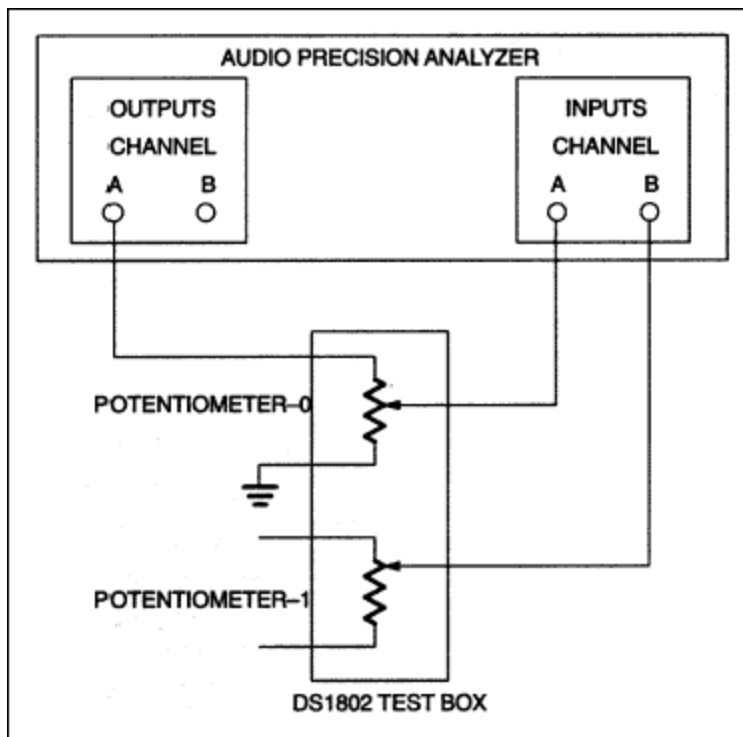 AUDIO PRECISION ANALYZER
OUTPUTS
CHANNEL
A B
INPUTS
CHANNEL
A B
POTENTIOMETER–0
POTENTIOMETER–1
DS1802 TEST BOX